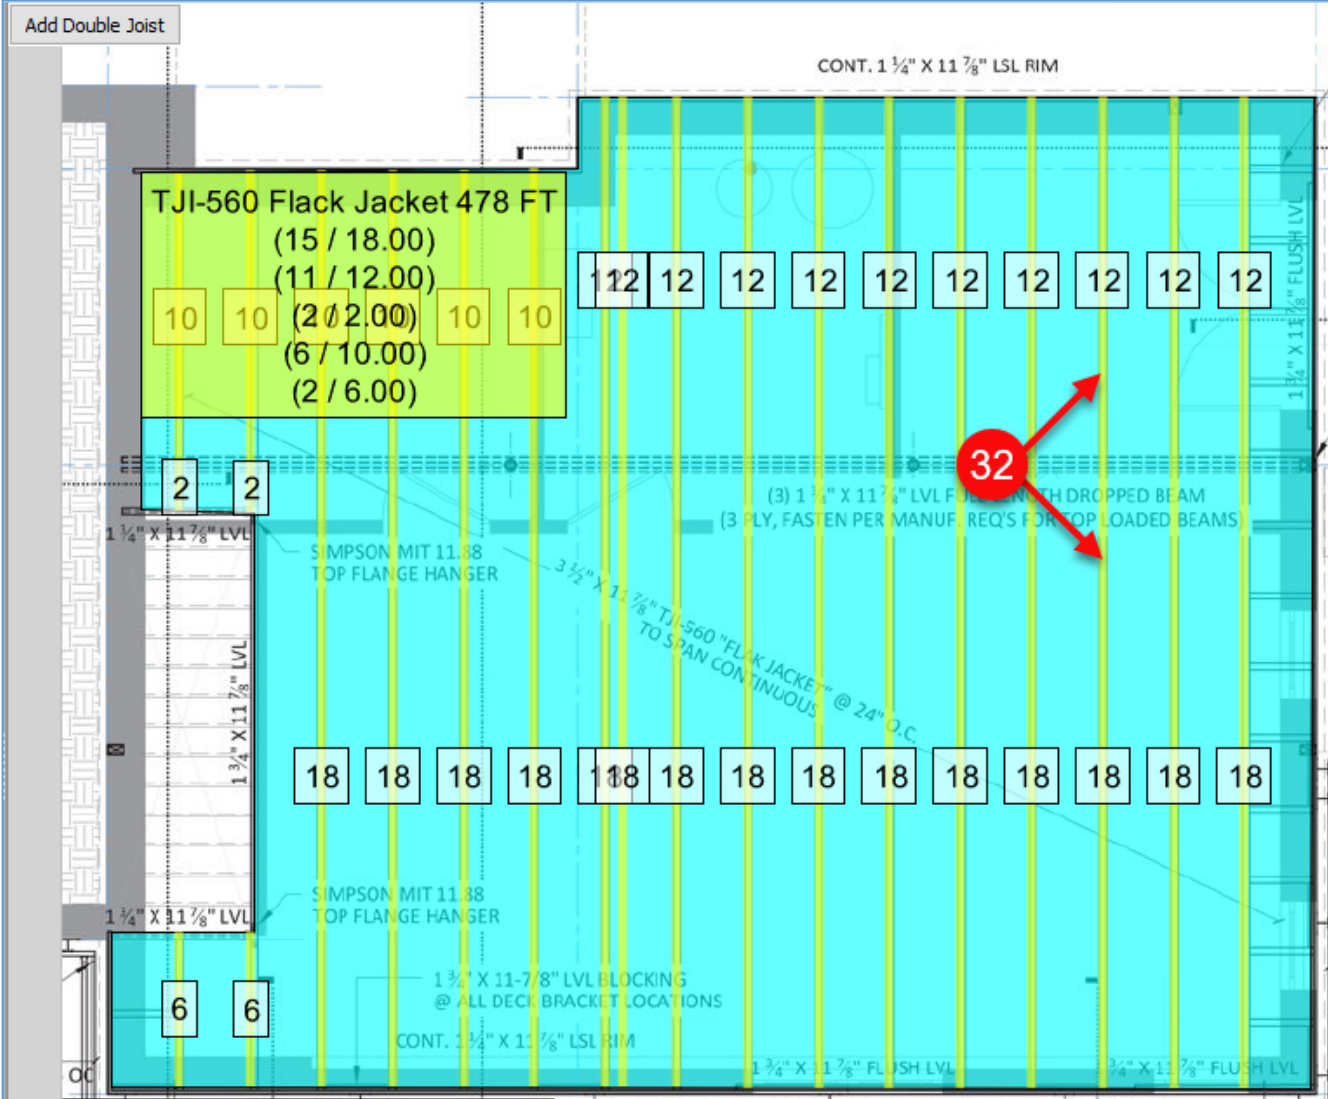 Add Double Joist
CONT. 1 ¼" X 11 ⅞" LSL RIM
TJI-560 Flack Jacket 478 FT
(15 / 18.00)
(11 / 12.00)
(2 / 2.00)
(6 / 10.00)
(2 / 6.00)
10 10 10 10 10 10
12 12 12 12 12 12 12 12 12 12
1 ¾" X 11 ⅞" FLUSH LVL
32
2 2
(3) 1 ¾" X 11 ⅞" LVL FULL LENGTH DROPPED BEAM
(3 PLY, FASTEN PER MANUF. REQ'S FOR TOP LOADED BEAMS)
1 ¾" X 11 ⅞" LVL
SIMPSON MIT 11.88
TOP FLANGE HANGER
3 ½" X 11 ⅞" TJI-560 "FLAK JACKET" @ 24" O.C.
TO SPAN CONTINUOUS
1 ¾" X 11 ⅞" LVL
18 18 18 18 18 18 18 18 18 18 18 18 18 18
SIMPSON MIT 11.88
TOP FLANGE HANGER
1 ¾" X 11 ⅞" LVL
6 6
1 ¾" X 11-7/8" LVL BLOCKING
@ ALL DECK BRACKET LOCATIONS
CONT. 1 ¼" X 11 ⅞" LSL RIM
1 ¾" X 11 ⅞" FLUSH LVL
¾" X 11 ⅞" FLUSH LVL